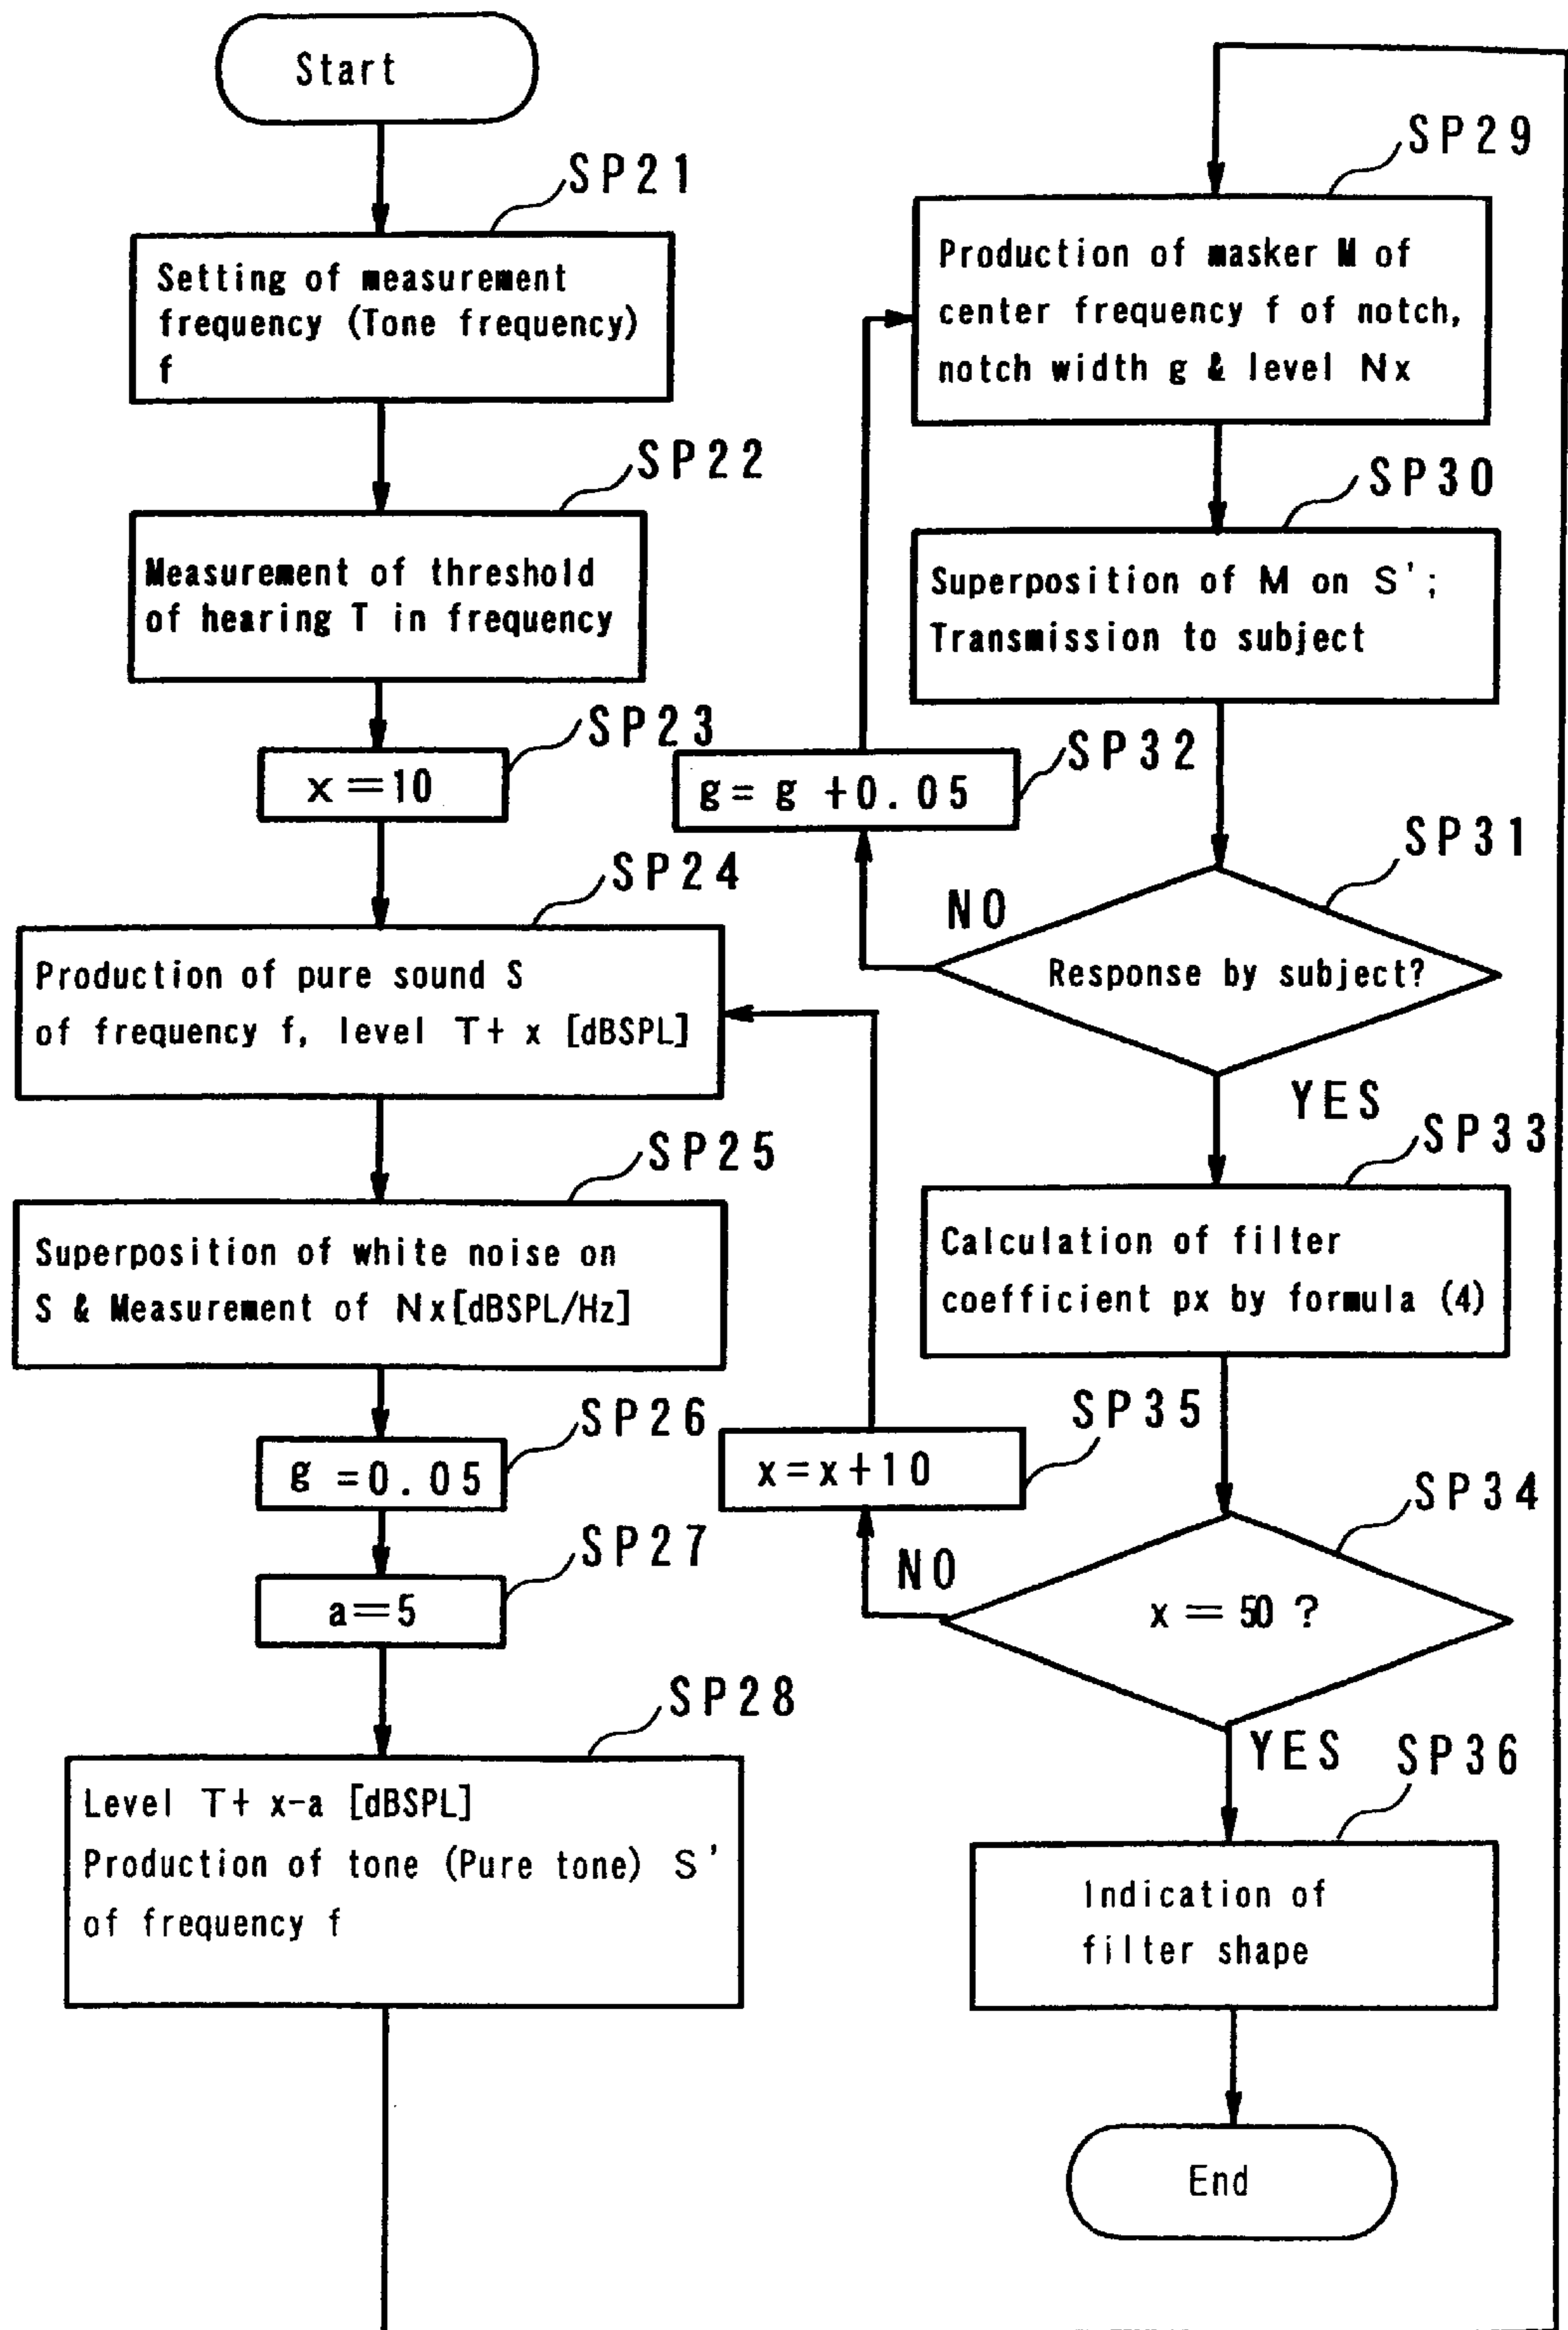 Start
SP21
Setting of measurement
frequency (Tone frequency)
f
SP22
Measurement of threshold
of hearing T in frequency
SP23
x=10
SP24
Production of pure sound S
of frequency f, level T+ x [dBSPL]
SP25
Superposition of white noise on
S & Measurement of Nx[dBSPL/Hz]
SP26
g =0.05
SP27
a=5
SP28
Level T+ x-a [dBSPL]
Production of tone (Pure tone) S'
of frequency f
SP29
Production of masker M of
center frequency f of notch,
notch width g & level Nx
SP30
Superposition of M on S';
Transmission to subject
SP32
g= g +0.05
SP31
NO
Response by subject?
YES
SP33
Calculation of filter
coefficient px by formula (4)
SP35
x=x+10
SP34
NO
x = 50 ?
YES
SP36
Indication of
filter shape
End